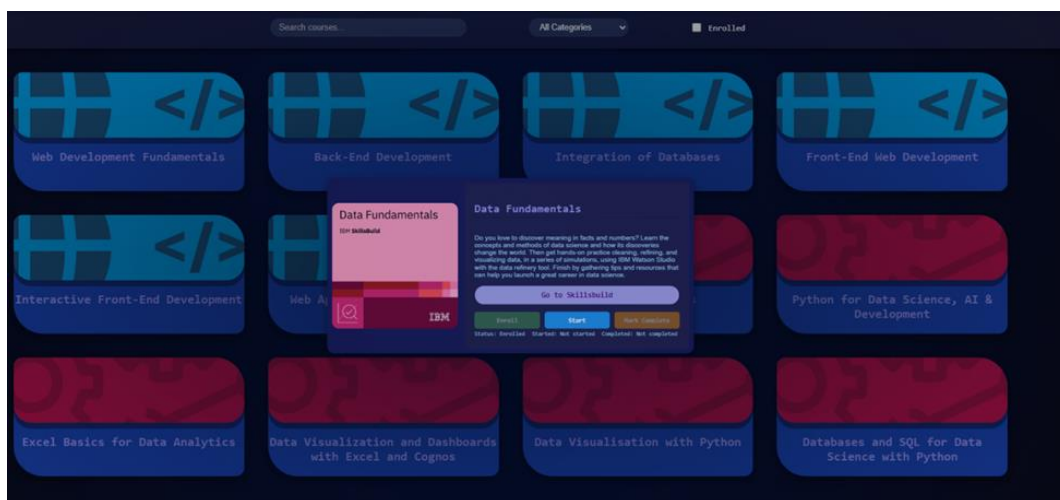 Search courses...
All Categories
Enrolled
</>
</>
</>
</>
Web Development Fundamentals
Back-End Development
Integration of Databases
Front-End Web Development
Data Fundamentals
IBM SkillsBuild
IBM
Data Fundamentals
Do you love to discover meaning in facts and numbers? Learn the
concepts and methods of data science and how its discoveries
change the world. Then get hands-on practice cleaning, refining, and
visualizing data, in a series of simulations, using IBM Watson Studio
with the data refinery tool. Finish by gathering tips and resources that
can help you launch a great career in data science.
Go to Skillsbuild
Enroll
Start
Mark Complete
Status: Enrolled Started: Not started Completed: Not completed
</>
Interactive Front-End Development
Web
Python for Data Science, AI &
Development
Excel Basics for Data Analytics
Data Visualization and Dashboards
with Excel and Cognos
Data Visualisation with Python
Databases and SQL for Data
Science with Python